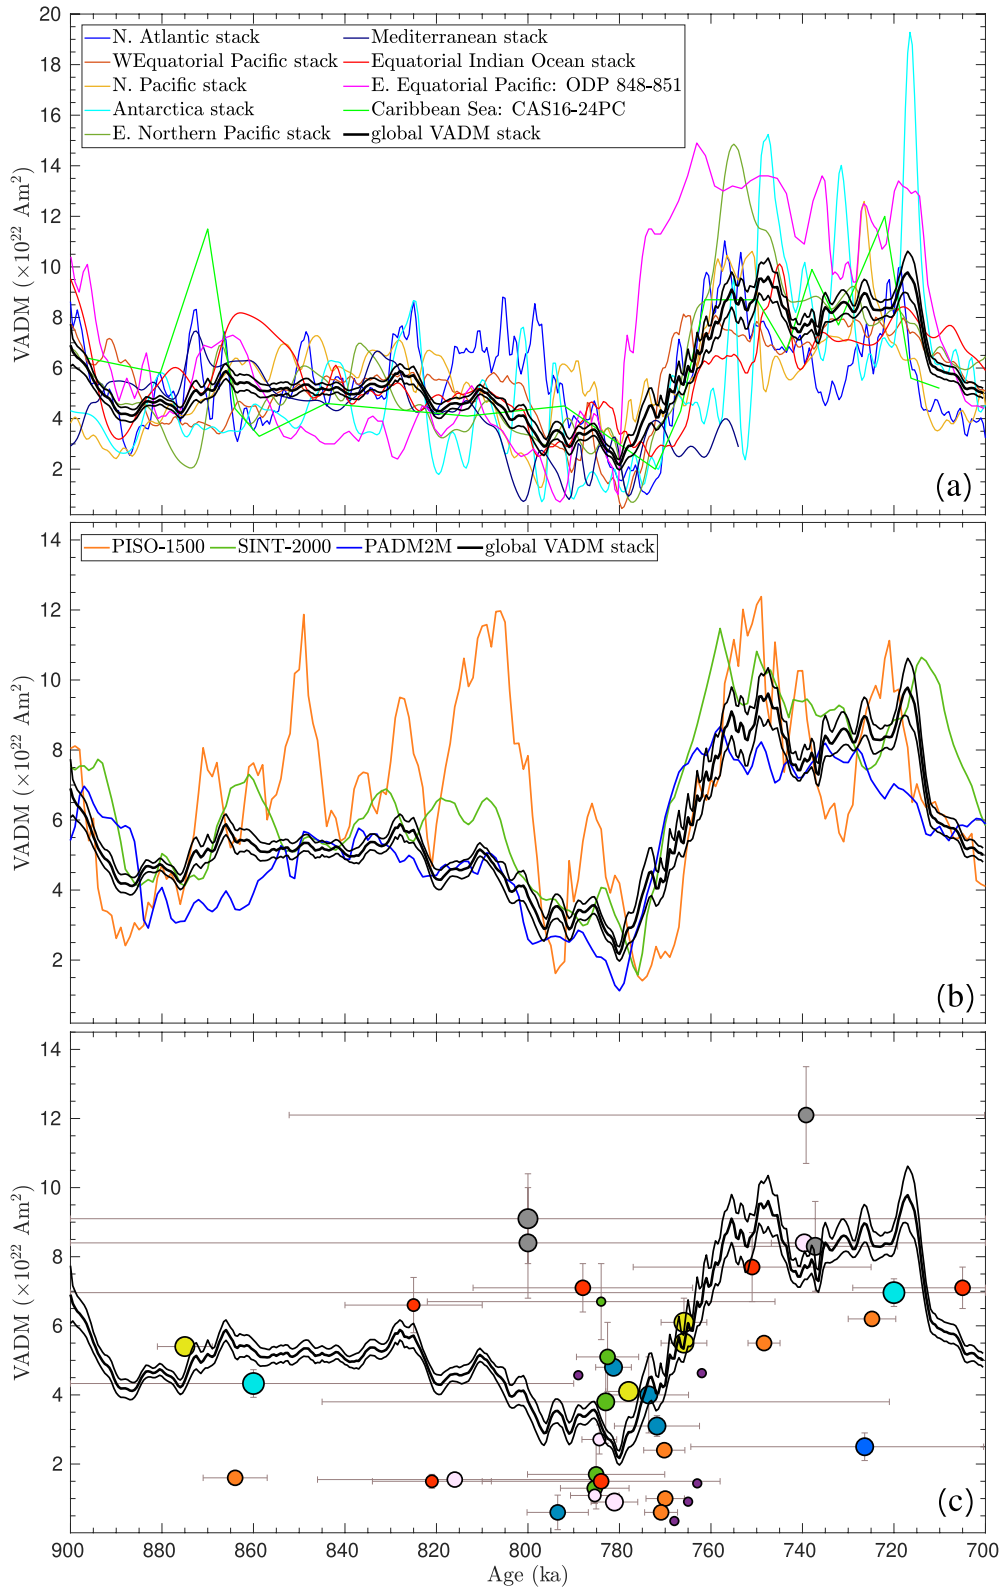 N. Atlantic stack
WEquatorial Pacific stack
N. Pacific stack
Antarctica stack
E. Northern Pacific stack
Mediterranean stack
Equatorial Indian Ocean stack
E. Equatorial Pacific: ODP 848-851
Caribbean Sea: CAS16-24PC
global VADM stack
VADM (×10²² Am²)
20
18
16
14
12
10
8
6
4
2
(a)
PISO-1500 SINT-2000 PADM2M global VADM stack
VADM (×10²² Am²)
14
12
10
8
6
4
2
(b)
VADM (×10²² Am²)
14
12
10
8
6
4
2
(c)
900 880 860 840 820 800 780 760 740 720 700
Age (ka)